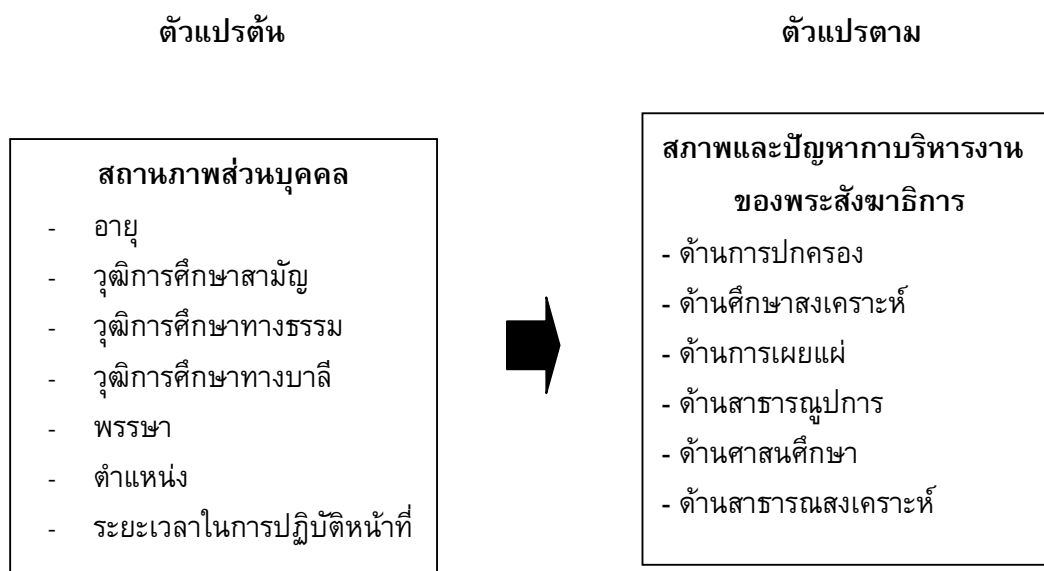 ตัวแปรต้น
ตัวแปรตาม
สถานภาพส่วนบุคคล
- อายุ
- วุฒิการศึกษาสามัญ
- วุฒิการศึกษาทางธรรม
- วุฒิการศึกษาทางบาลี
- พรรษา
- ตำแหน่ง
- ระยะเวลาในการปฏิบัติหน้าที่
สภาพและปัญหากาบริหารงาน
ของพระสังฆาธิการ
- ด้านการปกครอง
- ด้านศึกษาสงเคราะห์
- ด้านการเผยแผ่
- ด้านสาธารณูปการ
- ด้านศาสนศึกษา
- ด้านสาธารณสงเคราะห์